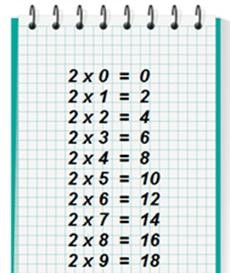 2 x 0 = 0
2 x 1 = 2
2 x 2 = 4
2 x 3 = 6
2 x 4 = 8
2 x 5 = 10
2 x 6 = 12
2 x 7 = 14
2 x 8 = 16
2 x 9 = 18